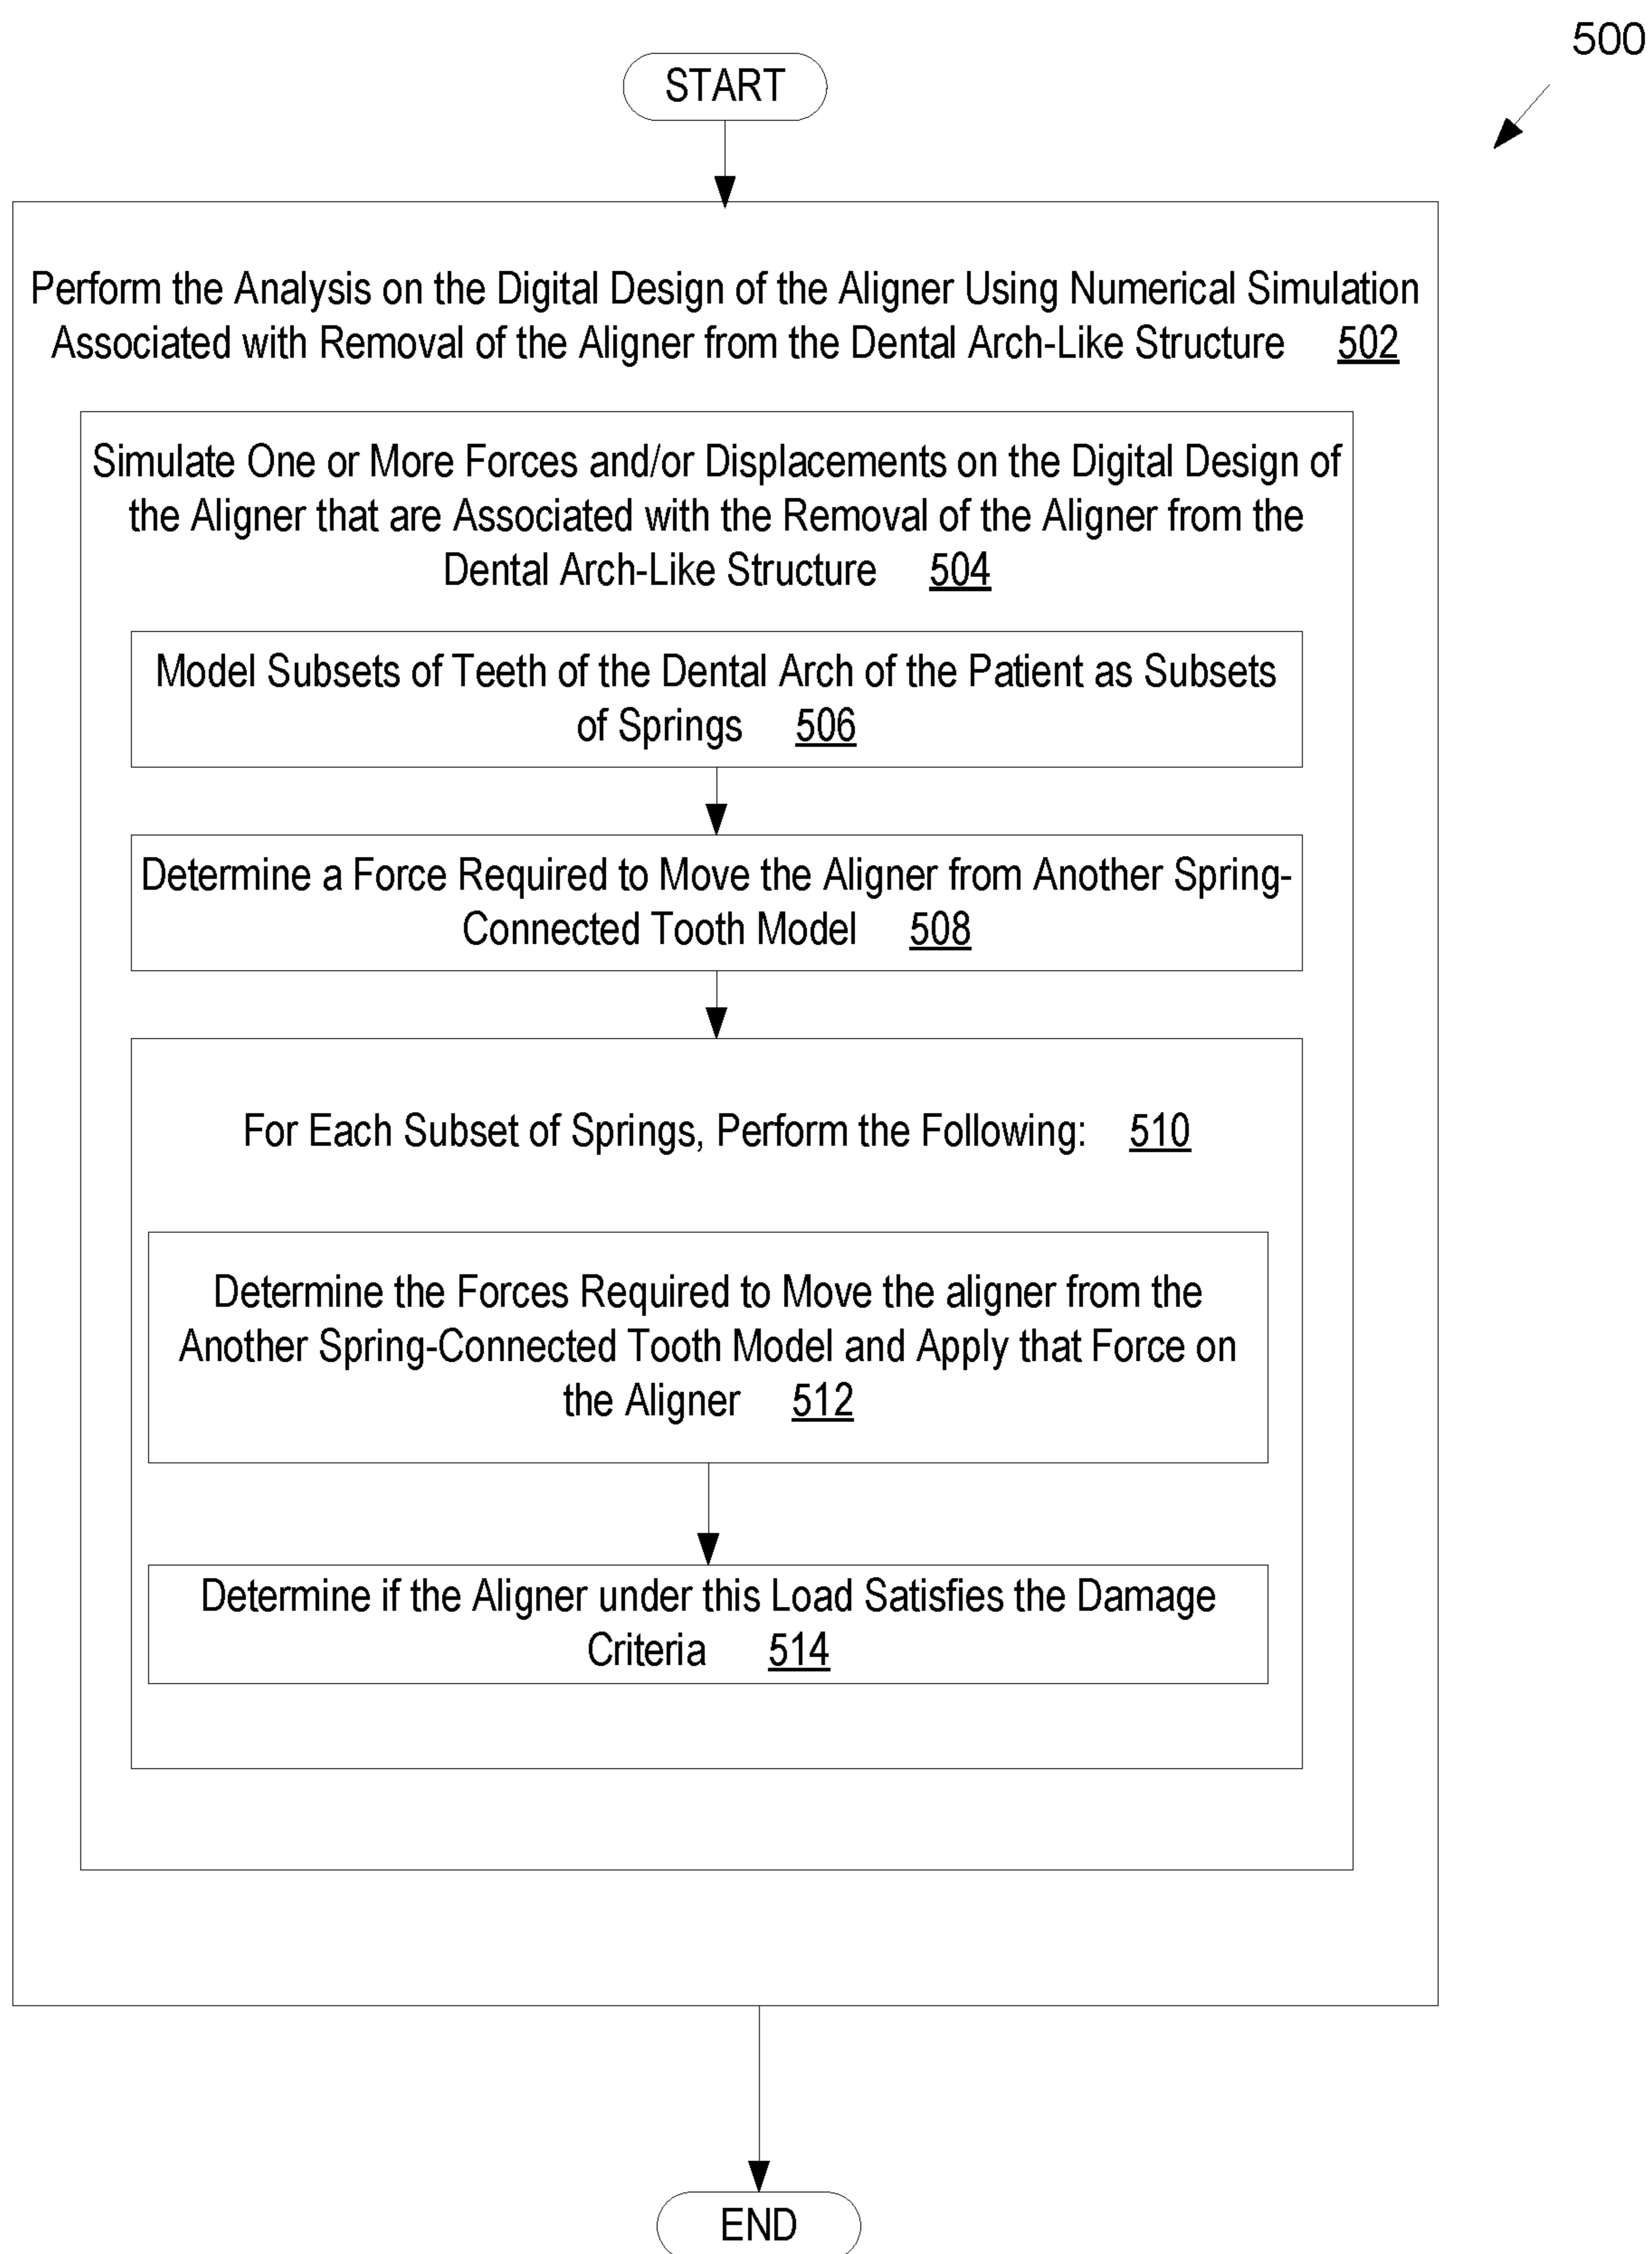 500
START
Perform the Analysis on the Digital Design of the Aligner Using Numerical Simulation
Associated with Removal of the Aligner from the Dental Arch-Like Structure 502
Simulate One or More Forces and/or Displacements on the Digital Design of
the Aligner that are Associated with the Removal of the Aligner from the
Dental Arch-Like Structure 504
Model Subsets of Teeth of the Dental Arch of the Patient as Subsets
of Springs 506
Determine a Force Required to Move the Aligner from Another Spring-
Connected Tooth Model 508
For Each Subset of Springs, Perform the Following: 510
Determine the Forces Required to Move the aligner from the
Another Spring-Connected Tooth Model and Apply that Force on
the Aligner 512
Determine if the Aligner under this Load Satisfies the Damage
Criteria 514
END